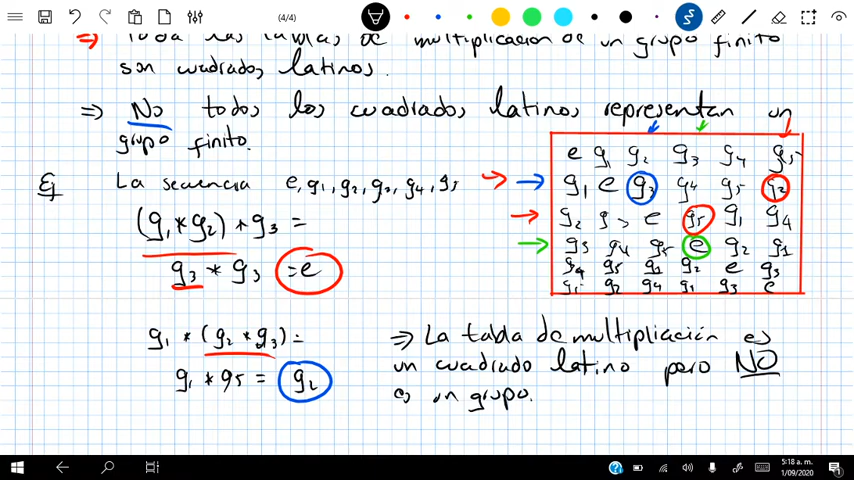 (4/4)
⇒ Toda las tablas de multiplicación de un grupo finito
son cuadrados latinos.
⇒ No todos los cuadrados latinos representan un
grupo finito.
Ej La secuencia e, g1, g2, g3, g4, g5
(g1 * g2) * g3 =
g3 * g3 = e
g1 * (g2 * g3) =
g1 * g5 = g2
e g1 g2 g3 g4 g5
g1 e g3 g4 g5 g2
g2 g3 e g5 g1 g4
g3 g4 g5 e g2 g1
g4 g5 g1 g2 e g3
g5 g2 g4 g1 g3 e
⇒ La tabla de multiplicación es
un cuadrado latino pero NO
es un grupo.
5:18 a. m.
1/09/2020